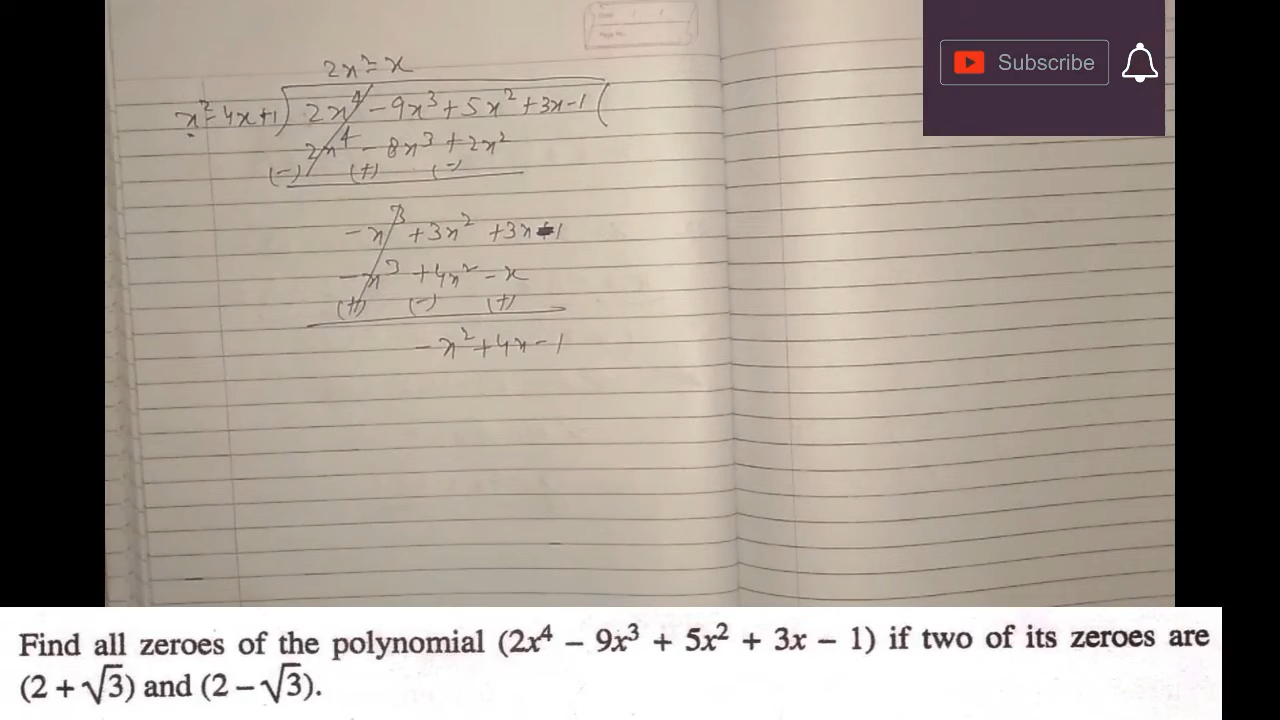 Subscribe
2x² - x
x² - 4x + 1 ) 2x⁴ - 9x³ + 5x² + 3x - 1 (
2x⁴ - 8x³ + 2x²
(-) (+) (-)
-x³ + 3x² + 3x - 1
-x³ + 4x² - x
(+) (-) (+)
-x² + 4x - 1
Find all zeroes of the polynomial (2x⁴ – 9x³ + 5x² + 3x – 1) if two of its zeroes are
(2 + √3) and (2 – √3).